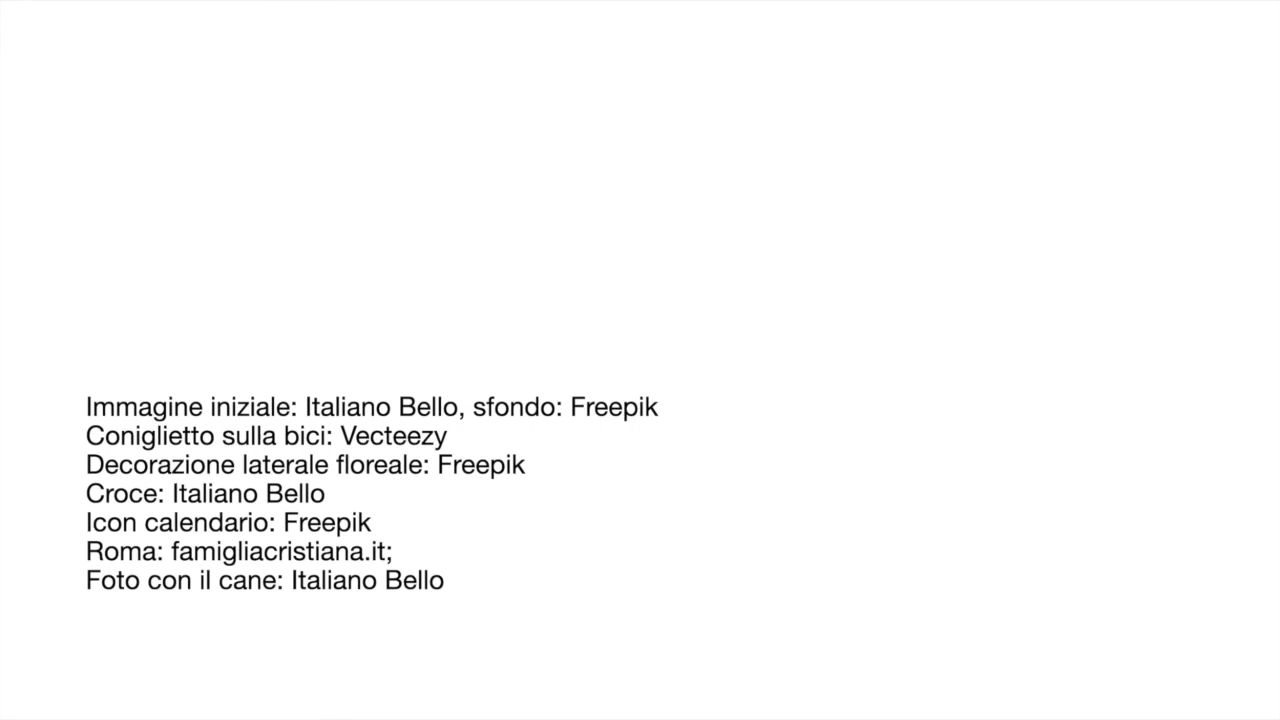 Immagine iniziale: Italiano Bello, sfondo: Freepik
Coniglietto sulla bici: Vecteezy
Decorazione laterale floreale: Freepik
Croce: Italiano Bello
Icon calendario: Freepik
Roma: famigliacristiana.it;
Foto con il cane: Italiano Bello